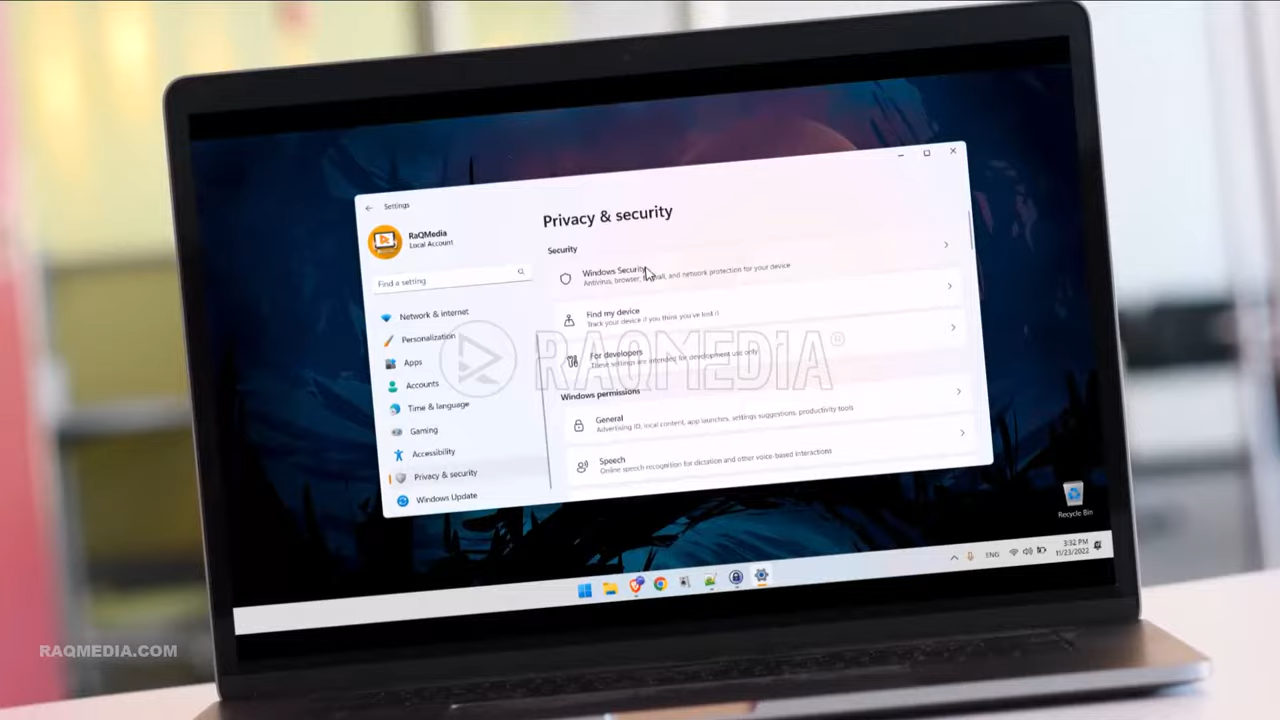 Settings
RaQMedia
Local Account
Find a setting
Network & internet
Personalization
Apps
Accounts
Time & language
Gaming
Accessibility
Privacy & security
Windows Update
Privacy & security
Security
Windows Security
Antivirus, browser, firewall, and network protection for your device
Find my device
Track your device if you think you've lost it
For developers
These settings are intended for development use only
Windows permissions
General
Advertising ID, local content, app launches, settings suggestions, productivity tools
Speech
Online speech recognition for dictation and other voice-based interactions
RAQMEDIA
Recycle Bin
ENG
3:32 PM
11/23/2022
RAQMEDIA.COM